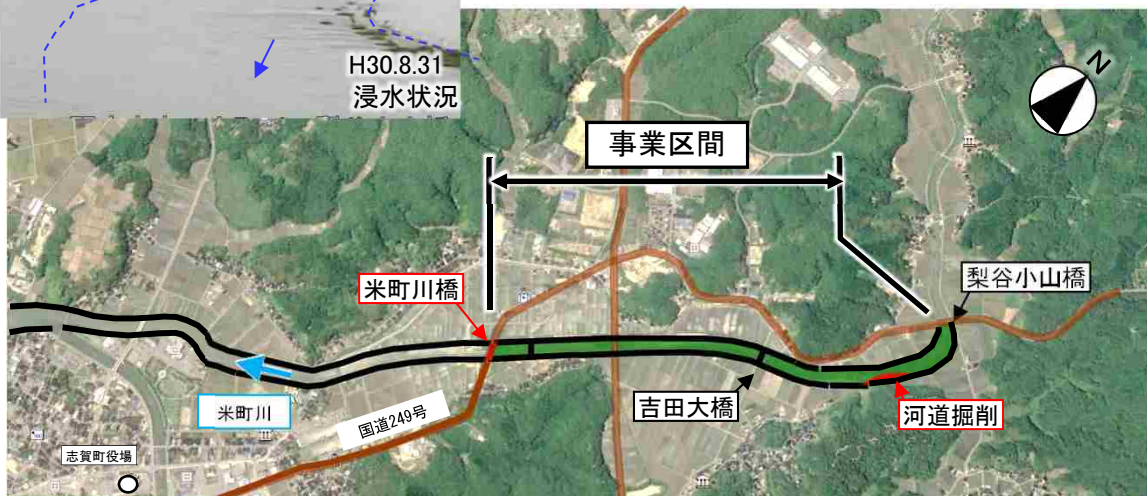 H30.8.31
浸水状況
N
事業区間
米町川橋
梨谷小山橋
吉田大橋
河道掘削
米町川
国道249号
志賀町役場